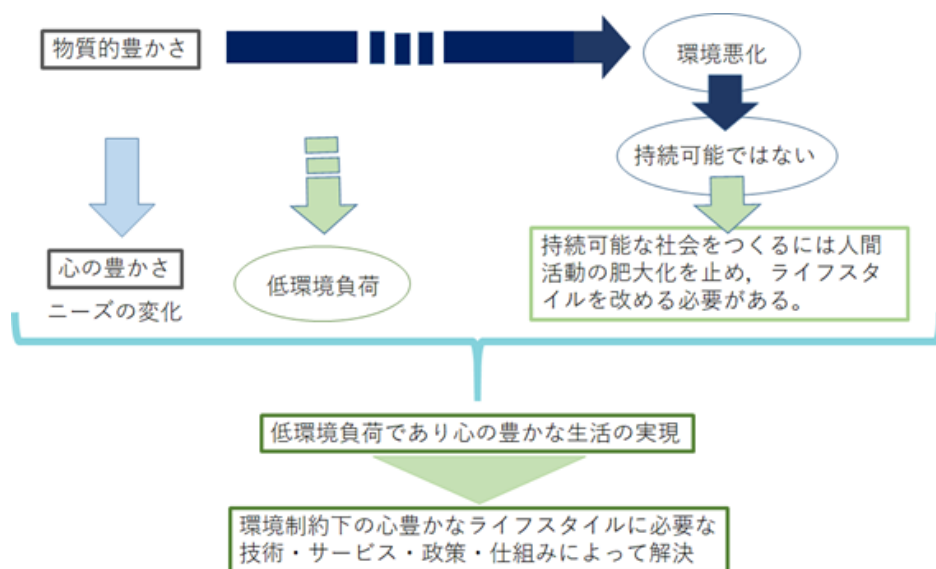 物質的豊かさ
環境悪化
持続可能ではない
心の豊かさ
ニーズの変化
低環境負荷
持続可能な社会をつくるには人間
活動の肥大化を止め，ライフスタ
イルを改める必要がある。
低環境負荷であり心の豊かな生活の実現
環境制約下の心豊かなライフスタイルに必要な
技術・サービス・政策・仕組みによって解決